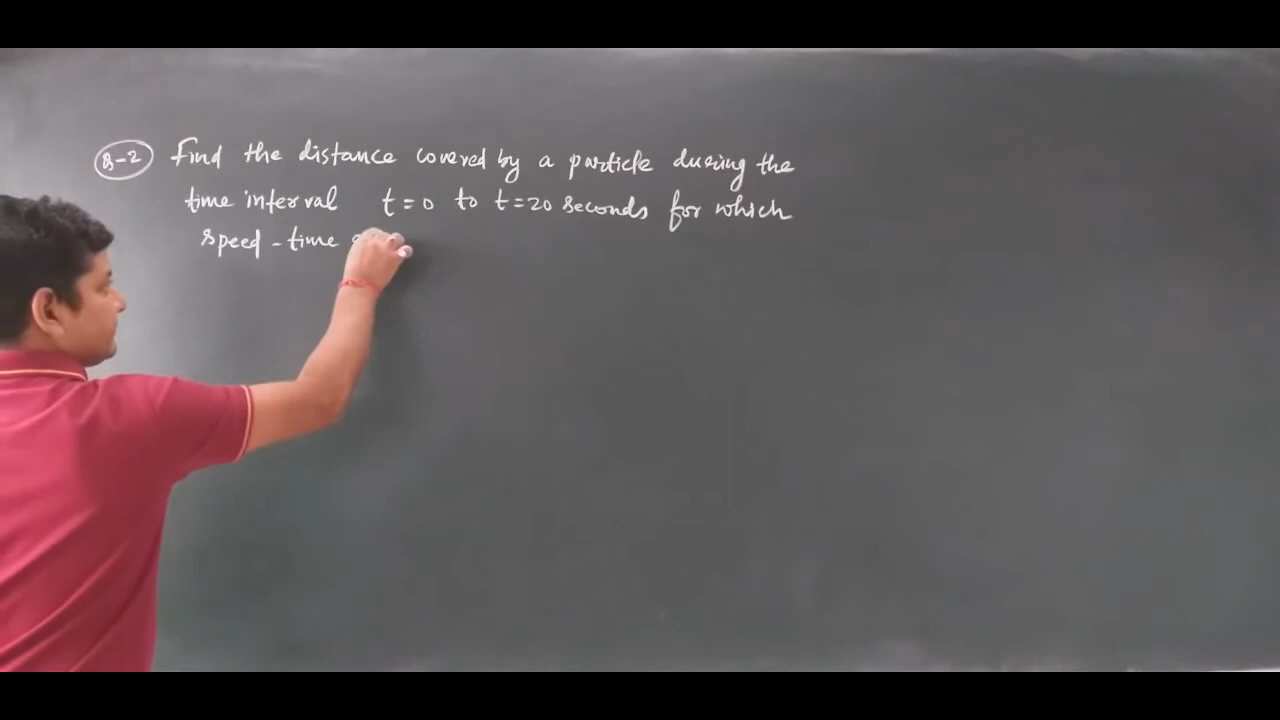 Q-2 Find the distance covered by a particle during the
time interval t=0 to t=20 seconds for which
speed-time